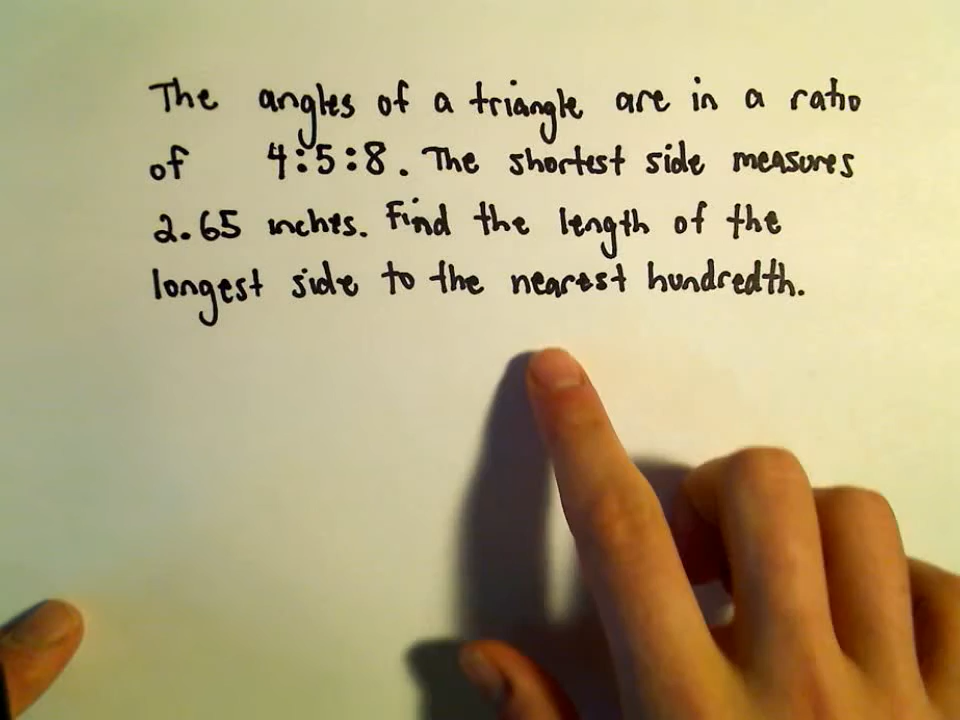 The angles of a triangle are in a ratio
of 4:5:8. The shortest side measures
2.65 inches. Find the length of the
longest side to the nearest hundredth.